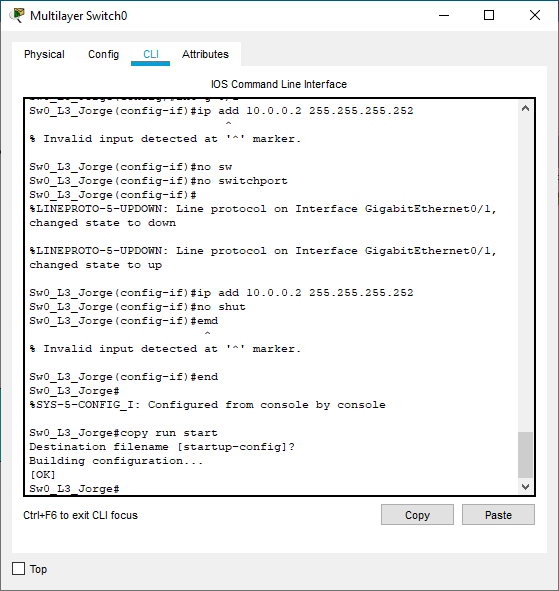 Multilayer Switch0
Physical Config CLI Attributes
IOS Command Line Interface
Sw0_L3_Jorge(config-if)#ip add 10.0.0.2 255.255.255.252
^
% Invalid input detected at '^' marker.
Sw0_L3_Jorge(config-if)#no sw
Sw0_L3_Jorge(config-if)#no switchport
Sw0_L3_Jorge(config-if)#
%LINEPROTO-5-UPDOWN: Line protocol on Interface GigabitEthernet0/1,
changed state to down
%LINEPROTO-5-UPDOWN: Line protocol on Interface GigabitEthernet0/1,
changed state to up
Sw0_L3_Jorge(config-if)#ip add 10.0.0.2 255.255.255.252
Sw0_L3_Jorge(config-if)#no shut
Sw0_L3_Jorge(config-if)#emd
^
% Invalid input detected at '^' marker.
Sw0_L3_Jorge(config-if)#end
Sw0_L3_Jorge#
%SYS-5-CONFIG_I: Configured from console by console
Sw0_L3_Jorge#copy run start
Destination filename [startup-config]?
Building configuration...
[OK]
Sw0_L3_Jorge#
Ctrl+F6 to exit CLI focus
Copy Paste
Top